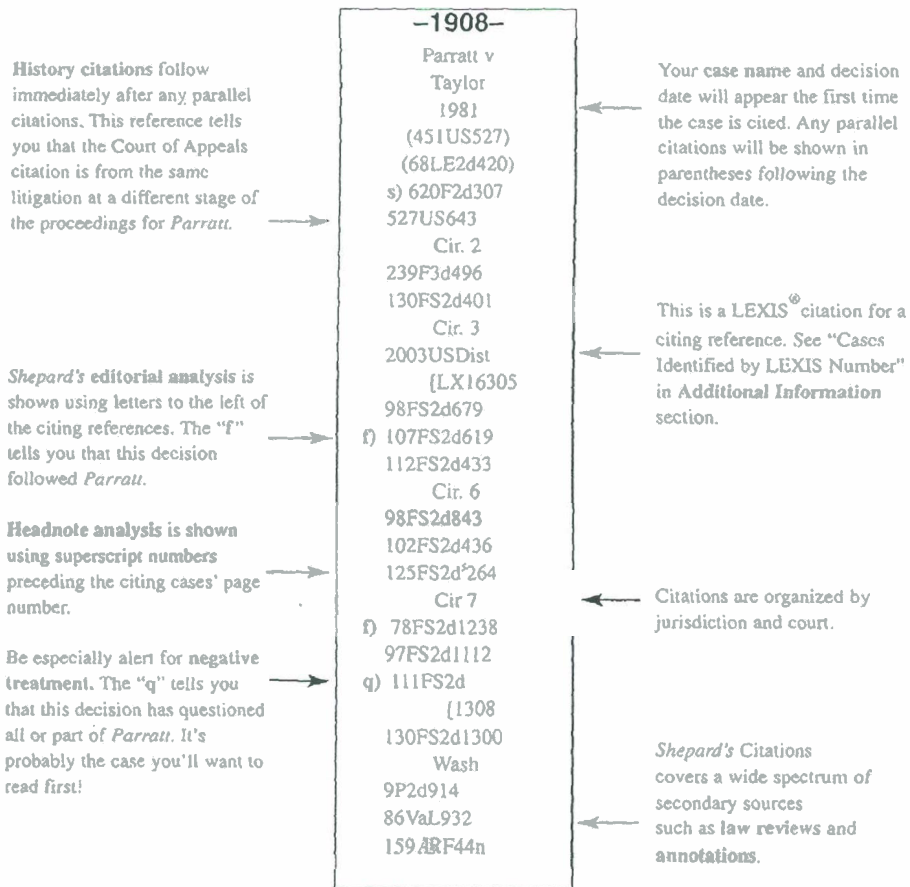 History citations follow
immediately after any parallel
citations. This reference tells
you that the Court of Appeals
citation is from the same
litigation at a different stage of
the proceedings for Parratt.
Shepard's editorial analysis is
shown using letters to the left of
the citing references. The "f"
tells you that this decision
followed Parratt.
Headnote analysis is shown
using superscript numbers
preceding the citing cases' page
number.
Be especially alert for negative
treatment. The "q" tells you
that this decision has questioned
all or part of Parratt. It's
probably the case you'll want to
read first!
–1908–
Parratt v
Taylor
1981
(451US527)
(68LE2d420)
s) 620F2d307
527US643
Cir. 2
239F3d496
130FS2d401
Cir. 3
2003USDist
[LX16305
98FS2d679
f) 107FS2d619
112FS2d433
Cir. 6
98FS2d843
102FS2d436
125FS2d⁵264
Cir 7
f) 78FS2d1238
97FS2d1112
q) 111FS2d
[1308
130FS2d1300
Wash
9P2d914
86VaL932
159ARF44n
Your case name and decision
date will appear the first time
the case is cited. Any parallel
citations will be shown in
parentheses following the
decision date.
This is a LEXIS® citation for a
citing reference. See "Cases
Identified by LEXIS Number"
in Additional Information
section.
Citations are organized by
jurisdiction and court.
Shepard's Citations
covers a wide spectrum of
secondary sources
such as law reviews and
annotations.